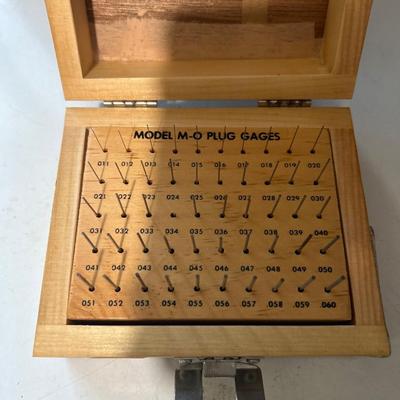 MODEL M-O PLUG GAGES
.011 .012 .013 .014 .015 .016 .017 .018 .019 .020
.021 .022 .023 .024 .025 .026 .027 .028 .029 .030
.031 .032 .033 .034 .035 .036 .037 .038 .039 .040
.041 .042 .043 .044 .045 .046 .047 .048 .049 .050
.051 .052 .053 .054 .055 .056 .057 .058 .059 .060